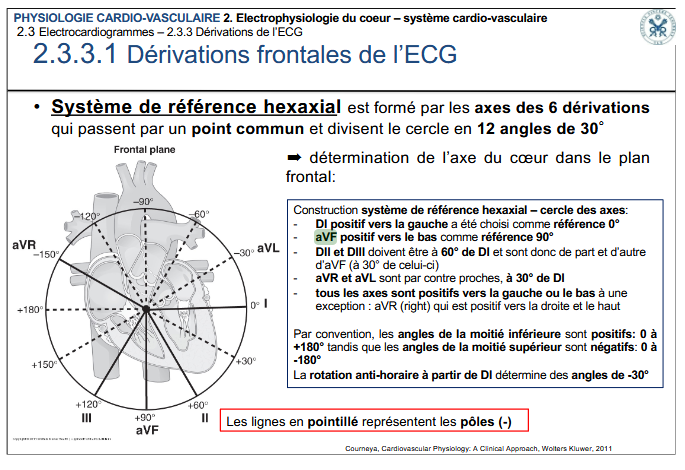 PHYSIOLOGIE CARDIO-VASCULAIRE 2. Electrophysiologie du coeur – système cardio-vasculaire
2.3 Electrocardiogrammes – 2.3.3 Dérivations de l'ECG
2.3.3.1 Dérivations frontales de l'ECG
• Système de référence hexaxial est formé par les axes des 6 dérivations
qui passent par un point commun et divisent le cercle en 12 angles de 30°
Frontal plane
–90°
–120°
–60°
aVR
–150°
–30°
aVL
+180°
0°
I
+150°
+30°
+120°
+60°
III
+90°
II
aVF
➡ détermination de l'axe du cœur dans le plan
frontal:
Construction système de référence hexaxial – cercle des axes:
- DI positif vers la gauche a été choisi comme référence 0°
- aVF positif vers le bas comme référence 90°
- DII et DIII doivent être à 60° de DI et sont donc de part et d'autre
d'aVF (à 30° de celui-ci)
- aVR et aVL sont par contre proches, à 30° de DI
- tous les axes sont positifs vers la gauche ou le bas à une
exception : aVR (right) qui est positif vers la droite et le haut
Par convention, les angles de la moitié inférieure sont positifs: 0 à
+180° tandis que les angles de la moitié supérieur sont négatifs: 0 à
-180°
La rotation anti-horaire à partir de DI détermine des angles de -30°
Les lignes en pointillé représentent les pôles (-)
Courneya, Cardiovascular Physiology: A Clinical Approach, Wolters Kluwer, 2011